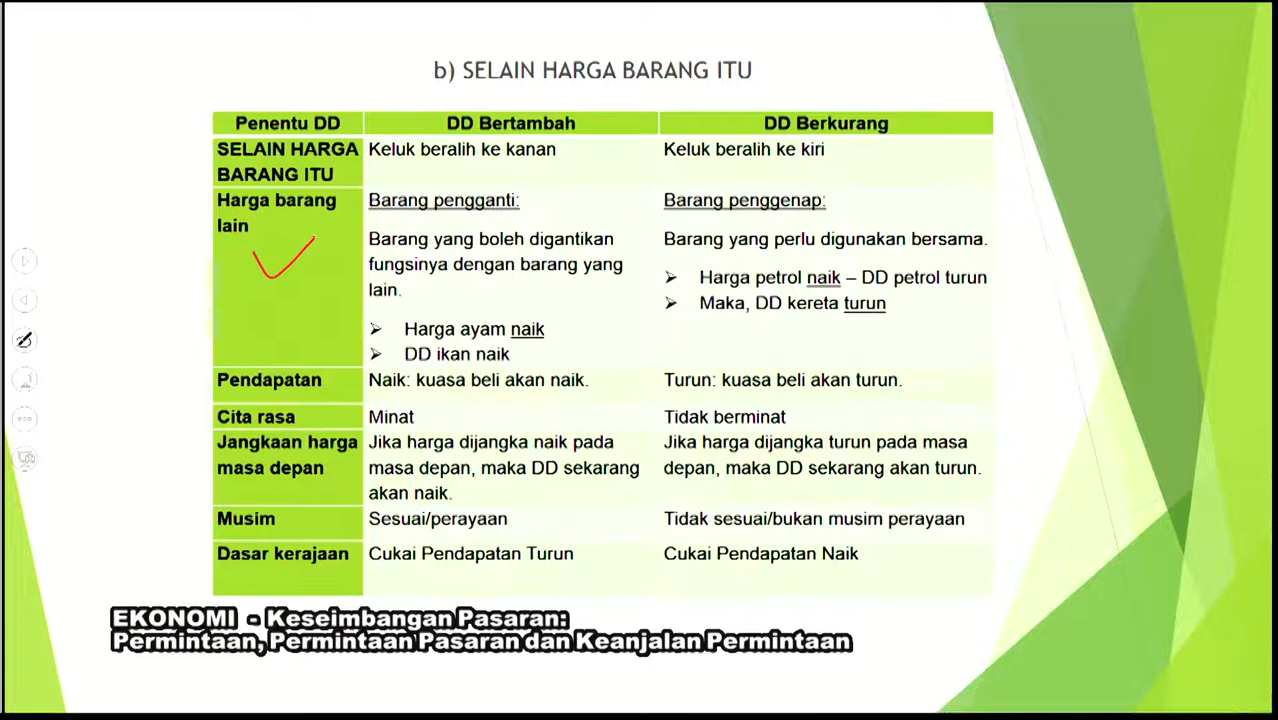 b) SELAIN HARGA BARANG ITU
Penentu DD DD Bertambah DD Berkurang
SELAIN HARGA Keluk beralih ke kanan Keluk beralih ke kiri
BARANG ITU
Harga barang Barang pengganti: Barang penggenap:
lain
Barang yang boleh digantikan Barang yang perlu digunakan bersama.
fungsinya dengan barang yang
lain.
➢ Harga petrol naik – DD petrol turun
➢ Maka, DD kereta turun
➢ Harga ayam naik
➢ DD ikan naik
Pendapatan Naik: kuasa beli akan naik. Turun: kuasa beli akan turun.
Cita rasa Minat Tidak berminat
Jangkaan harga Jika harga dijangka naik pada Jika harga dijangka turun pada masa
masa depan masa depan, maka DD sekarang depan, maka DD sekarang akan turun.
akan naik.
Musim Sesuai/perayaan Tidak sesuai/bukan musim perayaan
Dasar kerajaan Cukai Pendapatan Turun Cukai Pendapatan Naik
EKONOMI - Keseimbangan Pasaran:
Permintaan, Permintaan Pasaran dan Keanjalan Permintaan